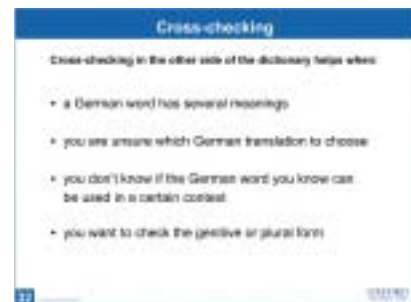 Cross-checking
Cross-checking in the other side of the dictionary helps when:
• a German word has several meanings
• you are unsure which German translation to choose
• you don't know if the German word you know can
be used in a certain context
• you want to check the genitive or plural form
OXFORD